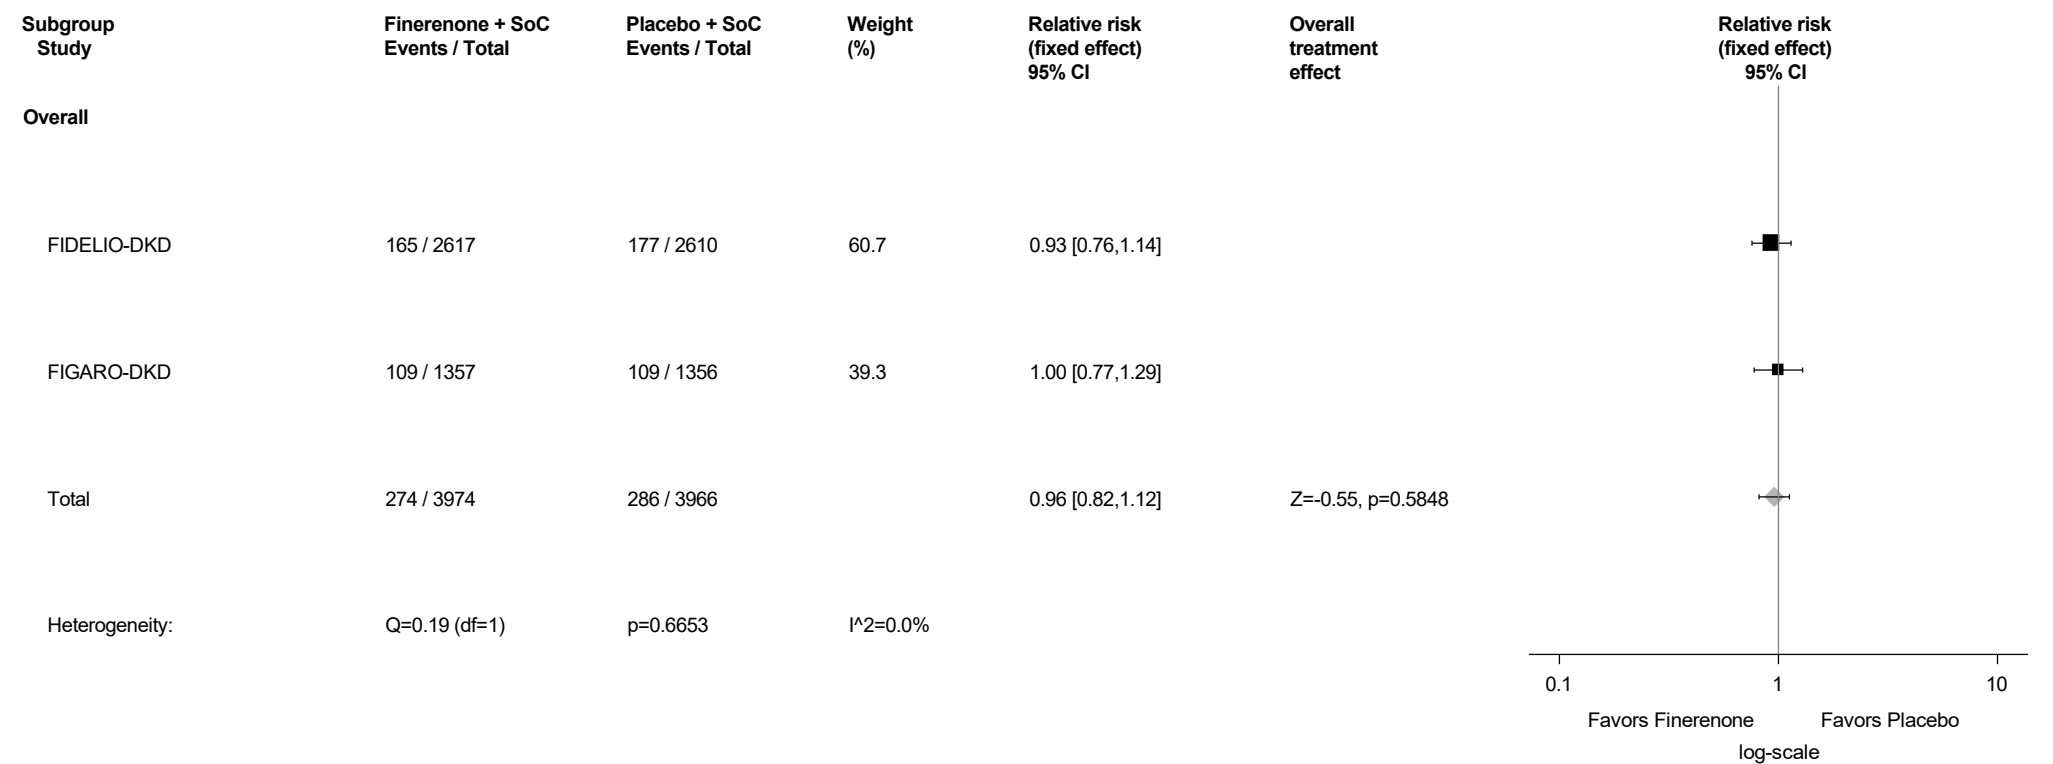 Subgroup Finerenone + SoC Placebo + SoC Weight Relative risk Overall Relative risk
Study Events / Total Events / Total (%) (fixed effect) treatment (fixed effect)
95% CI effect 95% CI
Overall
FIDELIO-DKD 165 / 2617 177 / 2610 60.7 0.93 [0.76,1.14]
FIGARO-DKD 109 / 1357 109 / 1356 39.3 1.00 [0.77,1.29]
Total 274 / 3974 286 / 3966 0.96 [0.82,1.12] Z=-0.55, p=0.5848
Heterogeneity: Q=0.19 (df=1) p=0.6653 I^2=0.0%
0.1 1 10
Favors Finerenone Favors Placebo
log-scale